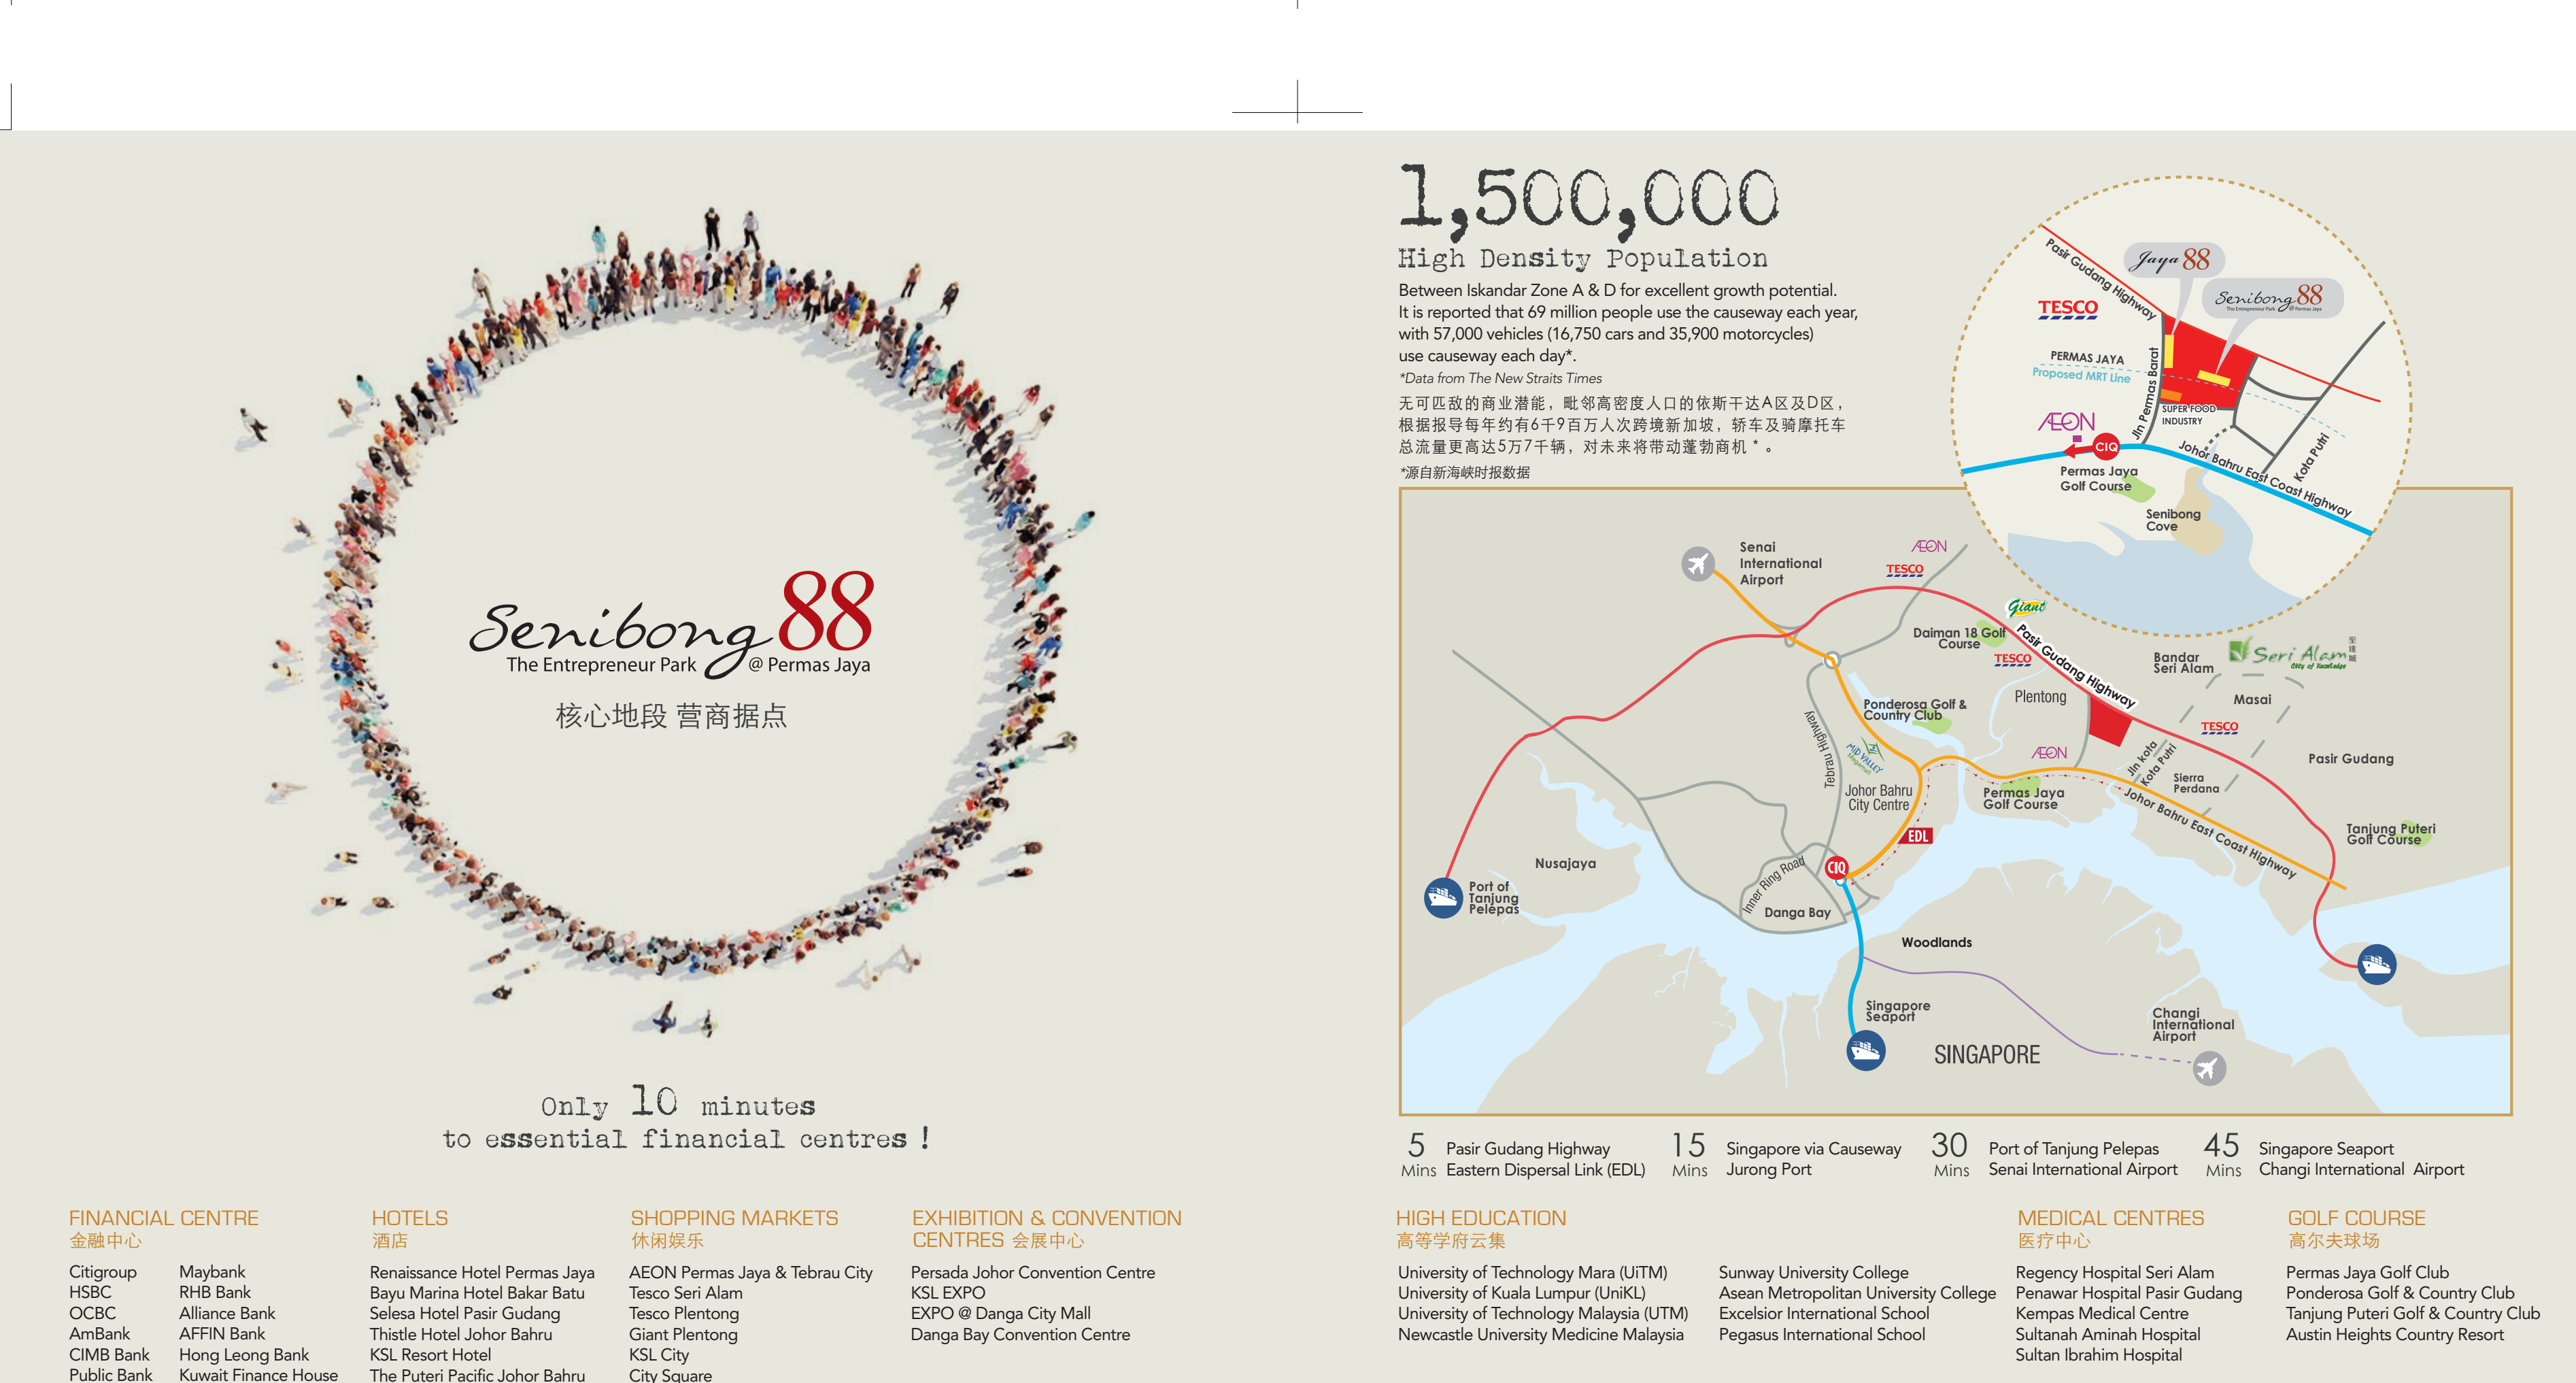 Senibong88
The Entrepreneur Park @ Permas Jaya
核心地段 营商据点
Only 10 minutes
to essential financial centres !
FINANCIAL CENTRE
金融中心
Citigroup
HSBC
OCBC
AmBank
CIMB Bank
Public Bank
Maybank
RHB Bank
Alliance Bank
AFFIN Bank
Hong Leong Bank
Kuwait Finance House
HOTELS
酒店
Renaissance Hotel Permas Jaya
Bayu Marina Hotel Bakar Batu
Selesa Hotel Pasir Gudang
Thistle Hotel Johor Bahru
KSL Resort Hotel
The Puteri Pacific Johor Bahru
SHOPPING MARKETS
休闲娱乐
AEON Permas Jaya & Tebrau City
Tesco Seri Alam
Tesco Plentong
Giant Plentong
KSL City
City Square
EXHIBITION & CONVENTION
CENTRES 会展中心
Persada Johor Convention Centre
KSL EXPO
EXPO @ Danga City Mall
Danga Bay Convention Centre
1,500,000
High Density Population
Between Iskandar Zone A & D for excellent growth potential.
It is reported that 69 million people use the causeway each year,
with 57,000 vehicles (16,750 cars and 35,900 motorcycles)
use causeway each day*.
*Data from The New Straits Times
无可匹敌的商业潜能，毗邻高密度人口的依斯干达A区及D区，
根据报导每年约有6千9百万人次跨境新加坡，轿车及骑摩托车
总流量更高达5万7千辆，对未来将带动蓬勃商机 * 。
*源自新海峡时报数据
Pasir Gudang Highway
Jaya 88
Senibong88
The Entrepreneur Park @ Permas Jaya
TESCO
PERMAS JAYA
Proposed MRT Line
Jln Permas Barat
SUPER FOOD
INDUSTRY
ÆON
CIQ
Permas Jaya
Golf Course
Johor Bahru East Coast Highway
Kota Putri
Senibong
Cove
Senai
International
Airport
ÆON
TESCO
Giant
Daiman 18 Golf
Course
TESCO
Pasir Gudang Highway
Bandar
Seri Alam
Seri Alam
City of Knowledge
至達城
Masai
Plentong
Ponderosa Golf &
Country Club
TESCO
Tebrau Highway
MID VALLEY
Megamall
ÆON
Jln kota
Kota Putri
Pasir Gudang
Sierra
Perdana
Johor Bahru
City Centre
Permas Jaya
Golf Course
Johor Bahru East Coast Highway
Tanjung Puteri
Golf Course
EDL
Nusajaya
CIQ
Inner Ring Road
Port of
Tanjung
Pelepas
Danga Bay
Woodlands
Singapore
Seaport
Changi
International
Airport
SINGAPORE
5 Mins
Pasir Gudang Highway
Eastern Dispersal Link (EDL)
15 Mins
Singapore via Causeway
Jurong Port
30 Mins
Port of Tanjung Pelepas
Senai International Airport
45 Mins
Singapore Seaport
Changi International Airport
HIGH EDUCATION
高等学府云集
University of Technology Mara (UiTM)
University of Kuala Lumpur (UniKL)
University of Technology Malaysia (UTM)
Newcastle University Medicine Malaysia
Sunway University College
Asean Metropolitan University College
Excelsior International School
Pegasus International School
MEDICAL CENTRES
医疗中心
Regency Hospital Seri Alam
Penawar Hospital Pasir Gudang
Kempas Medical Centre
Sultanah Aminah Hospital
Sultan Ibrahim Hospital
GOLF COURSE
高尔夫球场
Permas Jaya Golf Club
Ponderosa Golf & Country Club
Tanjung Puteri Golf & Country Club
Austin Heights Country Resort